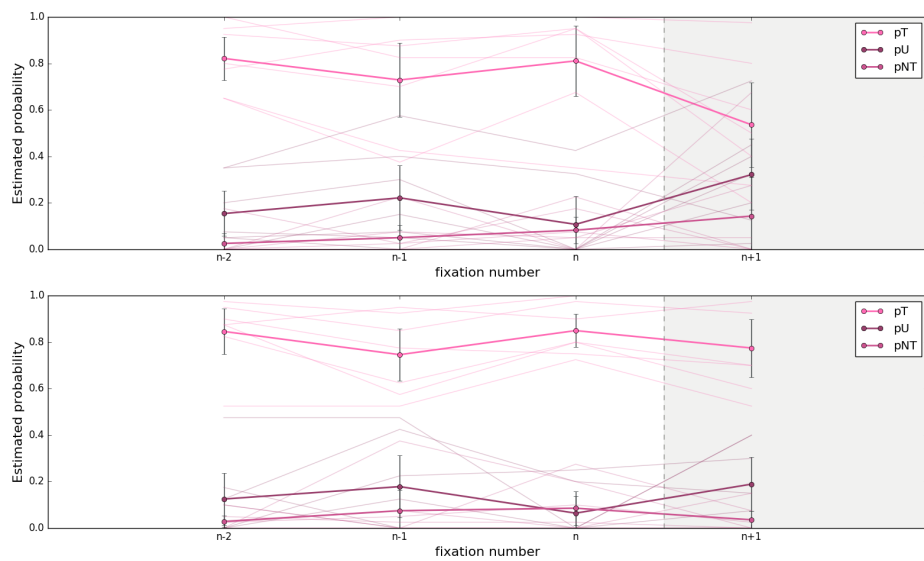 1.0
0.8
0.6
0.4
0.2
0.0
Estimated probability
n-2
n-1
n
n+1
fixation number
pT
pU
pNT
1.0
0.8
0.6
0.4
0.2
0.0
Estimated probability
n-2
n-1
n
n+1
fixation number
pT
pU
pNT